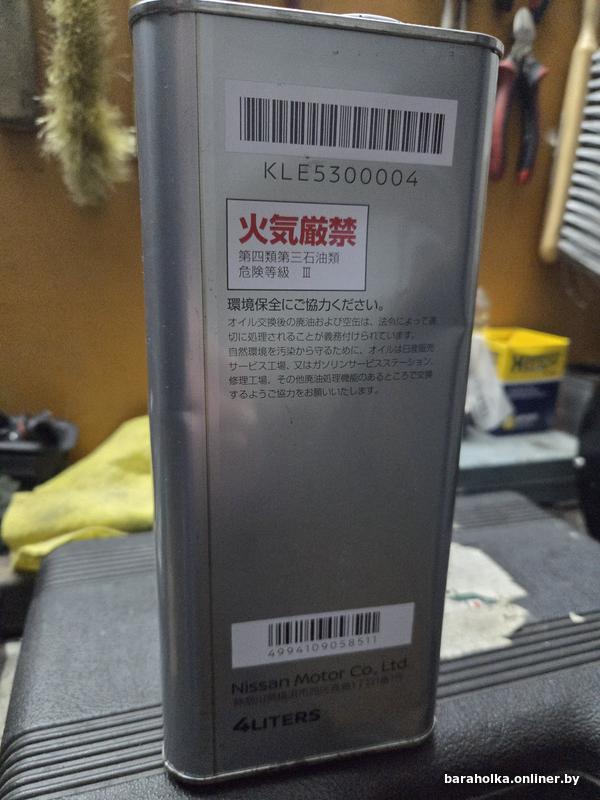 KLE5300004
火気厳禁
第四類第三石油類
危険等級 Ⅲ
環境保全にご協力ください。
オイル交換後の廃油および空缶は、法令によって適
切に処理されることが義務付けられています。
自然環境を汚染から守るために、オイルは日産販売
サービス工場、又はガソリンサービスステーション、
修理工場、その他廃油処理機能のあるところで交換
するようご協力をお願いいたします。
4994109058511
Nissan Motor Co., Ltd.
4LITERS
baraholka.onliner.by